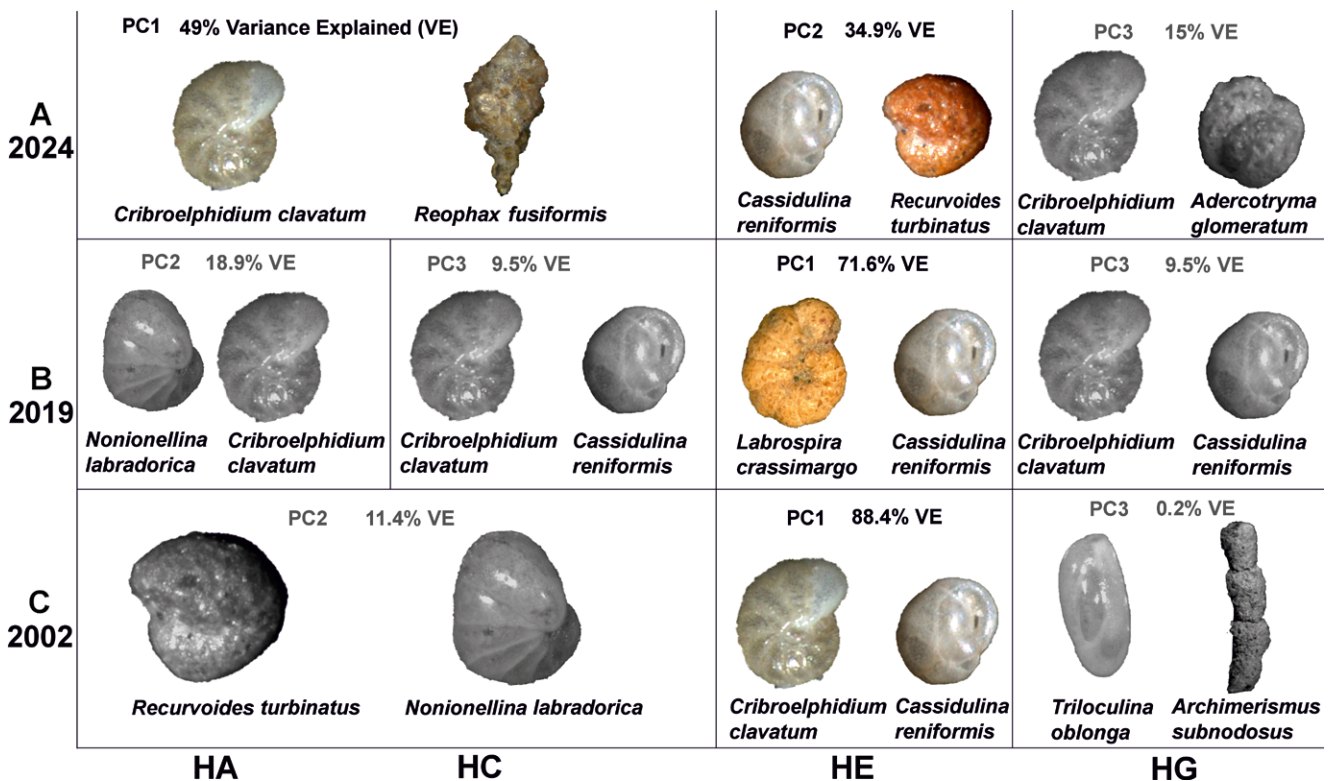 PC1 49% Variance Explained (VE)
PC2 34.9% VE
PC3 15% VE
A
2024
Cribroelphidium clavatum
Reophax fusiformis
Cassidulina
reniformis
Recurvoides
turbinatus
Cribroelphidium
clavatum
Adercotryma
glomeratum
PC2 18.9% VE
PC3 9.5% VE
PC1 71.6% VE
PC3 9.5% VE
B
2019
Nonionellina
labradorica
Cribroelphidium
clavatum
Cribroelphidium
clavatum
Cassidulina
reniformis
Labrospira
crassimargo
Cassidulina
reniformis
Cribroelphidium
clavatum
Cassidulina
reniformis
PC2 11.4% VE
PC1 88.4% VE
PC3 0.2% VE
C
2002
Recurvoides turbinatus
Nonionellina labradorica
Cribroelphidium
clavatum
Cassidulina
reniformis
Triloculina
oblonga
Archimerismus
subnodosus
HA HC HE HG